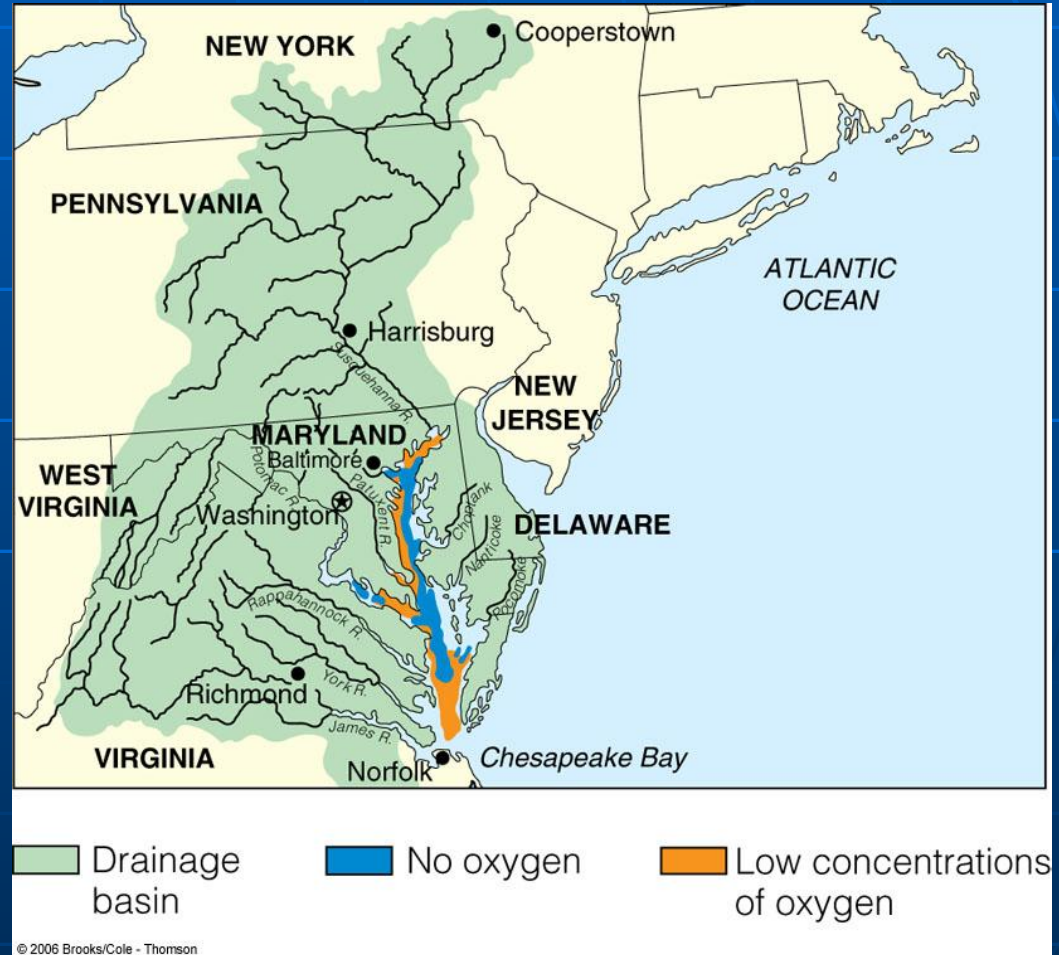 Cooperstown
NEW YORK
PENNSYLVANIA
ATLANTIC
OCEAN
Harrisburg
Susquehanna R.
NEW
JERSEY
MARYLAND
Baltimore
WEST
VIRGINIA
Potomac R.
Patuxent R.
Washington
Choptank
DELAWARE
Nanticoke
Pocomoke
Rappahannock R.
Richmond
York R.
James R.
VIRGINIA
Norfolk
Chesapeake Bay
Drainage
basin
No oxygen
Low concentrations
of oxygen
© 2006 Brooks/Cole - Thomson